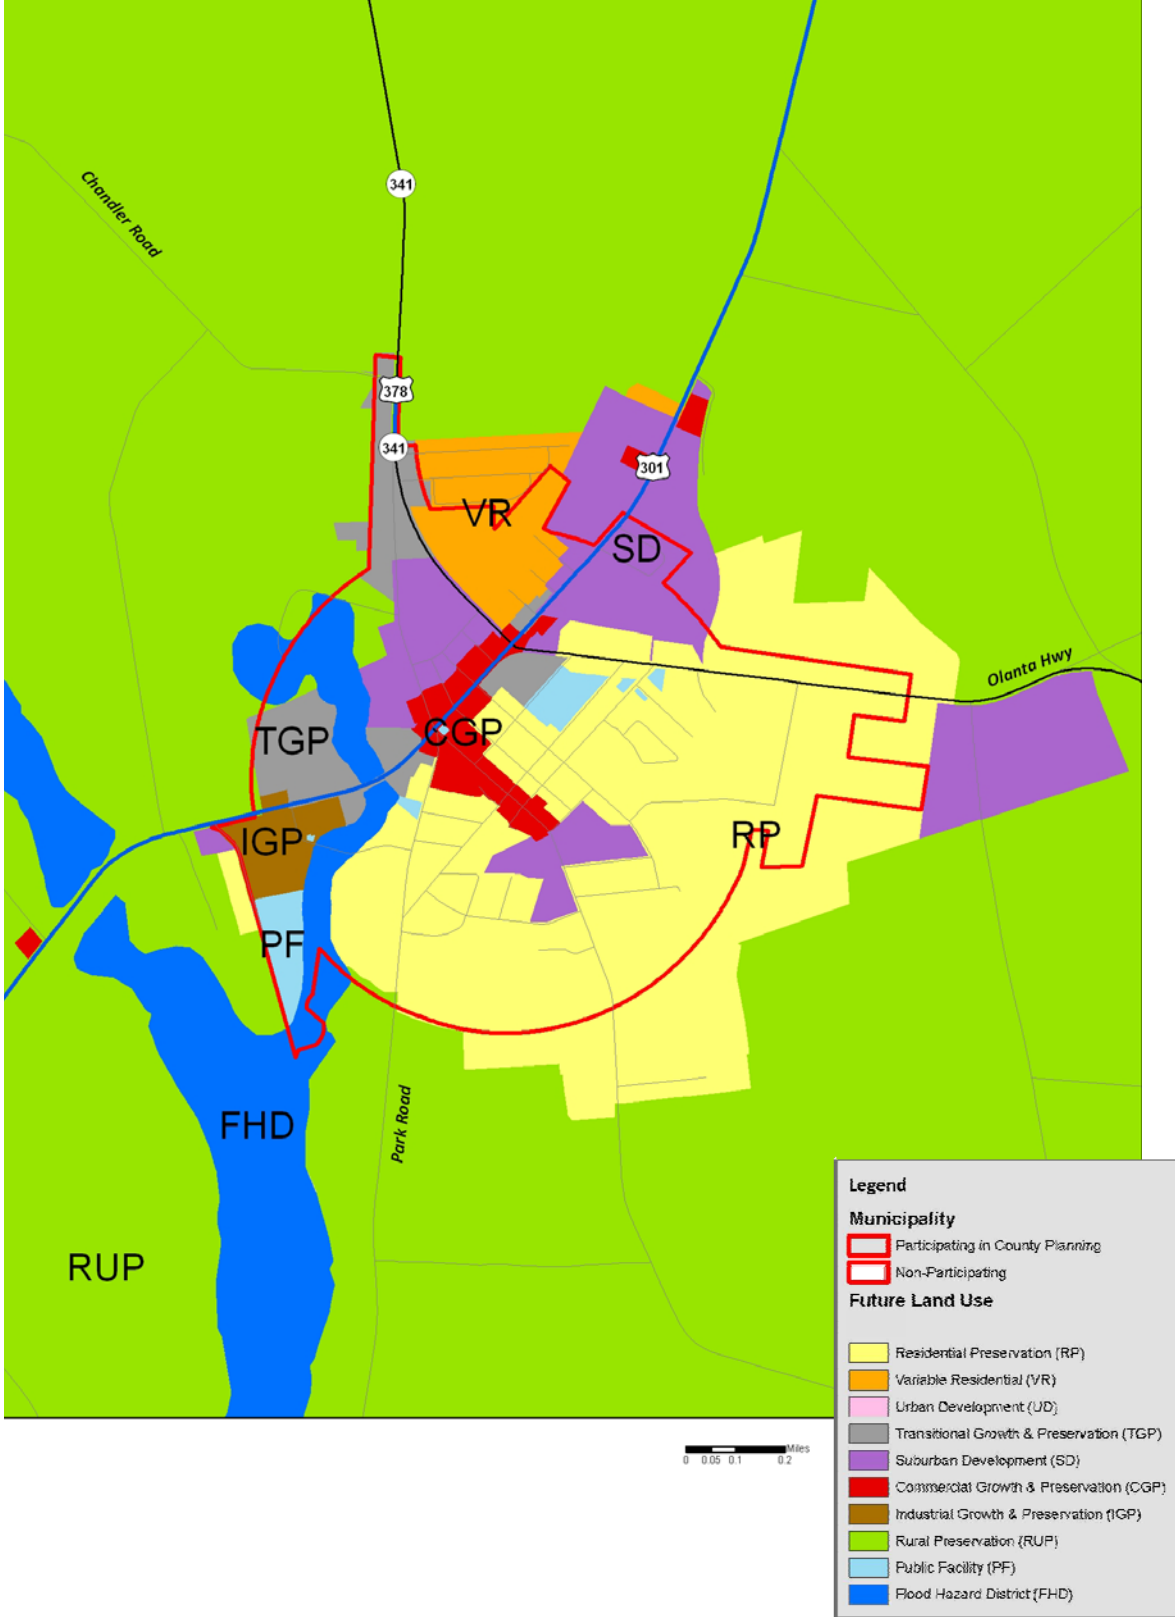 341
Chandler Road
378
341
301
VR
SD
Olanta Hwy
CGP
TGP
RP
IGP
PF
Park Road
FHD
RUP
Legend
Municipality
Participating in County Planning
Non-Participating
Future Land Use
Residential Preservation (RP)
Variable Residential (VR)
Urban Development (UD)
Transitional Growth & Preservation (TGP)
Suburban Development (SD)
Commercial Growth & Preservation (CGP)
Industrial Growth & Preservation (IGP)
Rural Preservation (RUP)
Public Facility (PF)
Flood Hazard District (FHD)
Miles
0 0.05 0.1 0.2